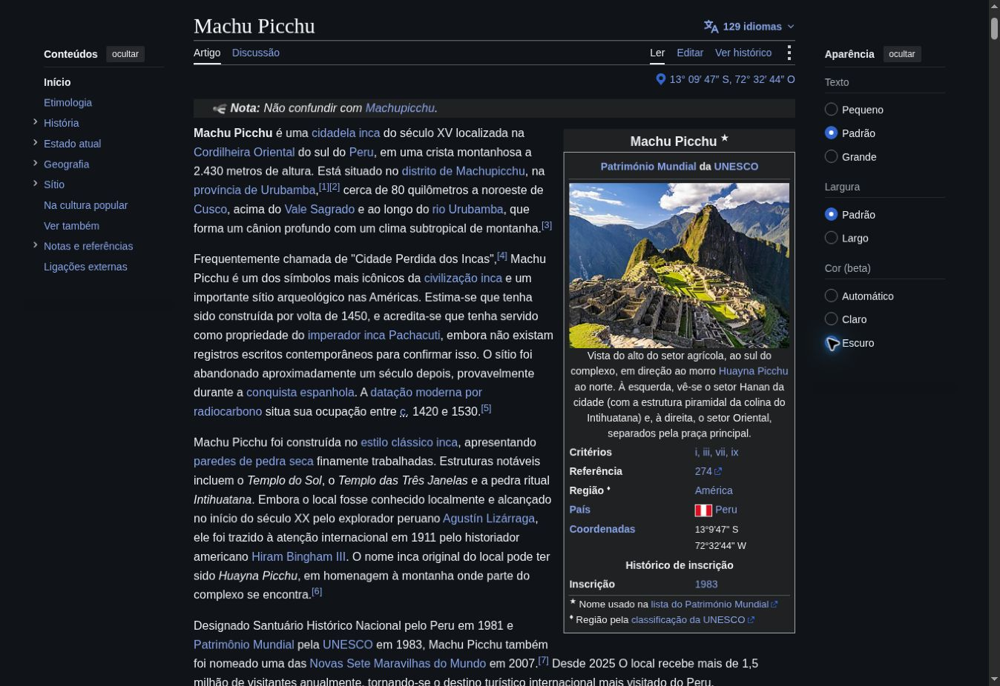 Machu Picchu
129 idiomas
Conteúdos ocultar
Início
Etimologia
História
Estado atual
Geografia
Sítio
Na cultura popular
Ver também
Notas e referências
Ligações externas
Artigo Discussão Ler Editar Ver histórico
13° 09′ 47″ S, 72° 32′ 44″ O
Nota: Não confundir com Machupicchu.
Machu Picchu é uma cidadela inca do século XV localizada na
Cordilheira Oriental do sul do Peru, em uma crista montanhosa a
2.430 metros de altura. Está situado no distrito de Machupicchu, na
província de Urubamba,[1][2] cerca de 80 quilômetros a noroeste de
Cusco, acima do Vale Sagrado e ao longo do rio Urubamba, que
forma um cânion profundo com um clima subtropical de montanha.[3]
Frequentemente chamada de "Cidade Perdida dos Incas",[4] Machu
Picchu é um dos símbolos mais icônicos da civilização inca e um
importante sítio arqueológico nas Américas. Estima-se que tenha
sido construída por volta de 1450, e acredita-se que tenha servido
como propriedade do imperador inca Pachacuti, embora não existam
registros escritos contemporâneos para confirmar isso. O sítio foi
abandonado aproximadamente um século depois, provavelmente
durante a conquista espanhola. A datação moderna por
radiocarbono situa sua ocupação entre c. 1420 e 1530.[5]
Machu Picchu foi construída no estilo clássico inca, apresentando
paredes de pedra seca finamente trabalhadas. Estruturas notáveis
incluem o Templo do Sol, o Templo das Três Janelas e a pedra ritual
Intihuatana. Embora o local fosse conhecido localmente e alcançado
no início do século XX pelo explorador peruano Agustín Lizárraga,
ele foi trazido à atenção internacional em 1911 pelo historiador
americano Hiram Bingham III. O nome inca original do local pode ter
sido Huayna Picchu, em homenagem à montanha onde parte do
complexo se encontra.[6]
Designado Santuário Histórico Nacional pelo Peru em 1981 e
Patrimônio Mundial pela UNESCO em 1983, Machu Picchu também
foi nomeado uma das Novas Sete Maravilhas do Mundo em 2007.[7] Desde 2025 O local recebe mais de 1,5
milhão de visitantes anualmente, tornando-se o destino turístico internacional mais visitado do Peru.
Machu Picchu ★
Património Mundial da UNESCO
Vista do alto do setor agrícola, ao sul do
complexo, em direção ao morro Huayna Picchu
ao norte. À esquerda, vê-se o setor Hanan da
cidade (com a estrutura piramidal da colina do
Intihuatana) e, à direita, o setor Oriental,
separados pela praça principal.
Critérios i, iii, vii, ix
Referência 274
Região ♦ América
País Peru
Coordenadas 13°9'47" S
72°32'44" W
Histórico de inscrição
Inscrição 1983
★ Nome usado na lista do Património Mundial
♦ Região pela classificação da UNESCO
Aparência ocultar
Texto
Pequeno
Padrão
Grande
Largura
Padrão
Largo
Cor (beta)
Automático
Claro
Escuro